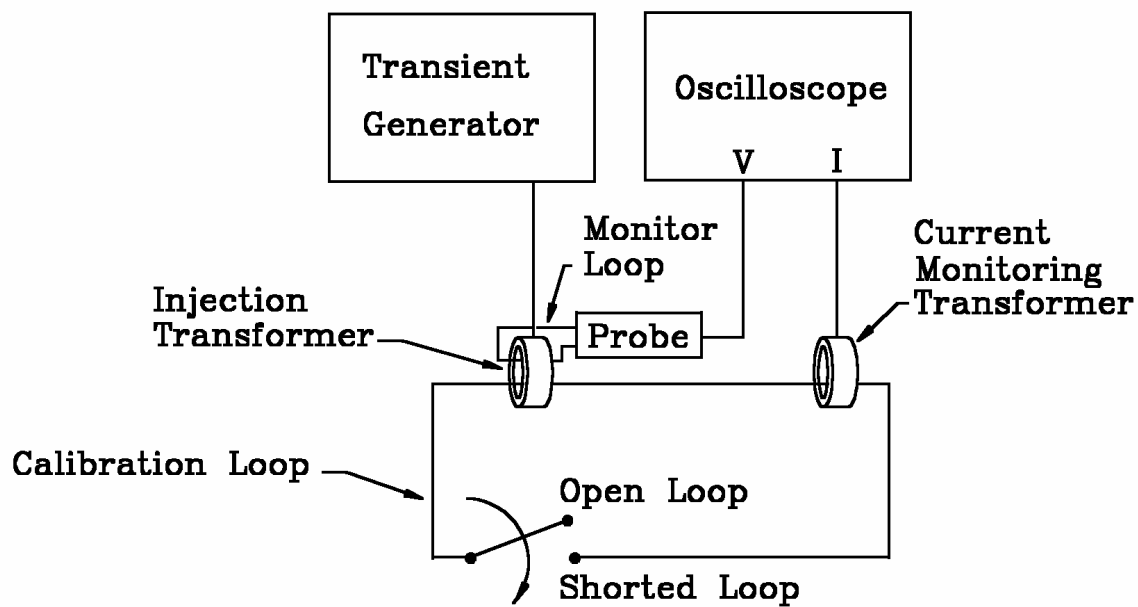 Transient
Generator
Oscilloscope
V I
Monitor
Loop
Current
Monitoring
Transformer
Injection
Transformer
Probe
Calibration Loop
Open Loop
Shorted Loop